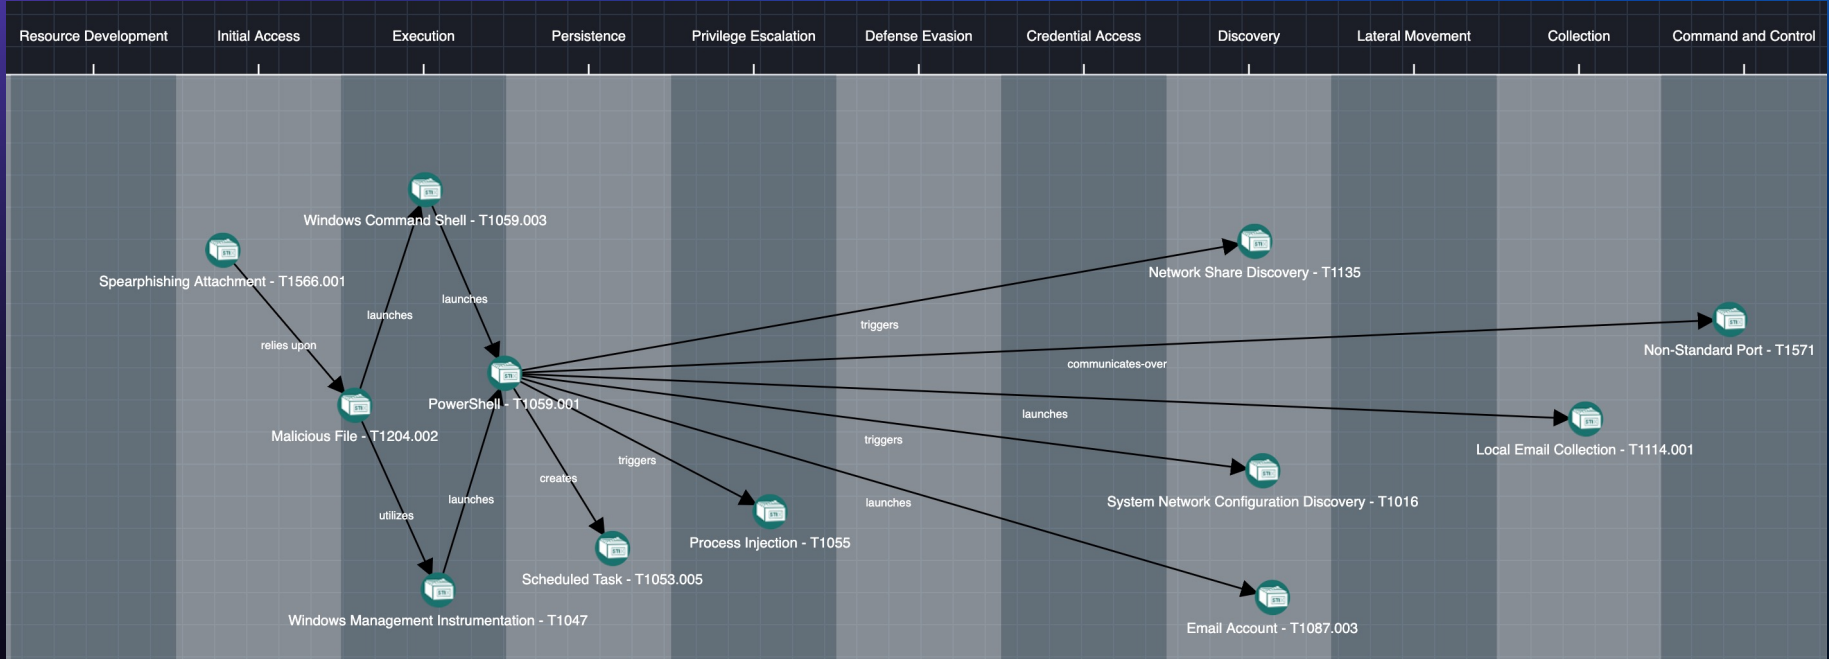 Resource Development
Initial Access
Execution
Persistence
Privilege Escalation
Defense Evasion
Credential Access
Discovery
Lateral Movement
Collection
Command and Control
Windows Command Shell - T1059.003
Spearphishing Attachment - T1566.001
Network Share Discovery - T1135
launches
launches
triggers
relies upon
Non-Standard Port - T1571
communicates-over
PowerShell - T1059.001
launches
Malicious File - T1204.002
triggers
Local Email Collection - T1114.001
triggers
creates
launches
launches
System Network Configuration Discovery - T1016
utilizes
Process Injection - T1055
Scheduled Task - T1053.005
Windows Management Instrumentation - T1047
Email Account - T1087.003